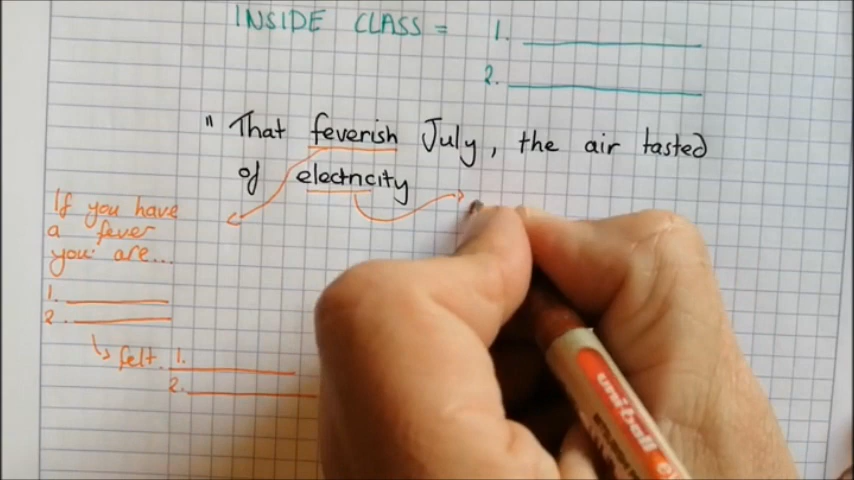 INSIDE CLASS = 1.
2.
" That feverish July, the air tasted
of electricity
If you have
a fever
you are...
1.
2.
↳ felt 1.
2.
uniball